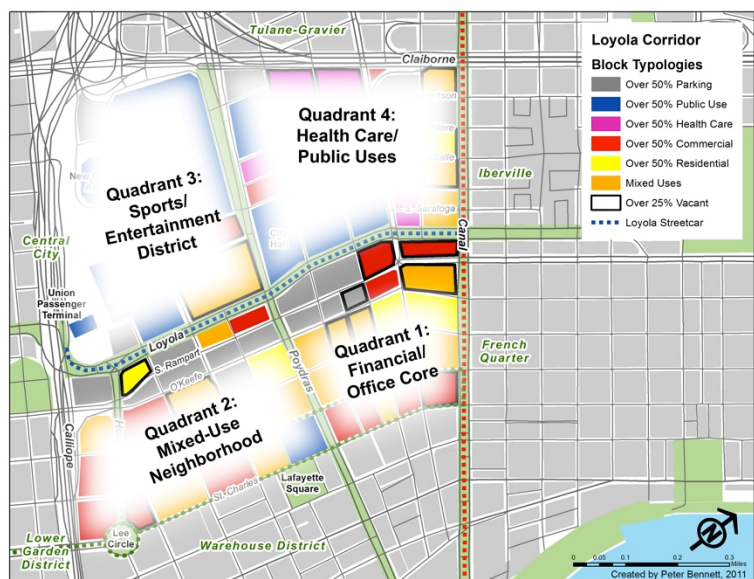 Tulane-Gravier
Claiborne
Loyola Corridor
Block Typologies
Over 50% Parking
Over 50% Public Use
Over 50% Health Care
Over 50% Commercial
Over 50% Residential
Mixed Uses
Over 25% Vacant
Loyola Streetcar
Quadrant 4:
Health Care/
Public Uses
Iberville
S. Saratoga
Quadrant 3:
Sports/
Entertainment
District
Central
City
Union
Passenger
Terminal
Canal
Loyola
S. Rampart
O'Keefe
Poydras
Quadrant 1:
Financial/
Office Core
French
Quarter
Quadrant 2:
Mixed-Use
Neighborhood
Calliope
St. Charles
Lafayette
Square
Lee
Circle
Lower
Garden
District
Warehouse District
N
0 0.05 0.1 0.2 0.3
Miles
Created by Peter Bennett, 2011